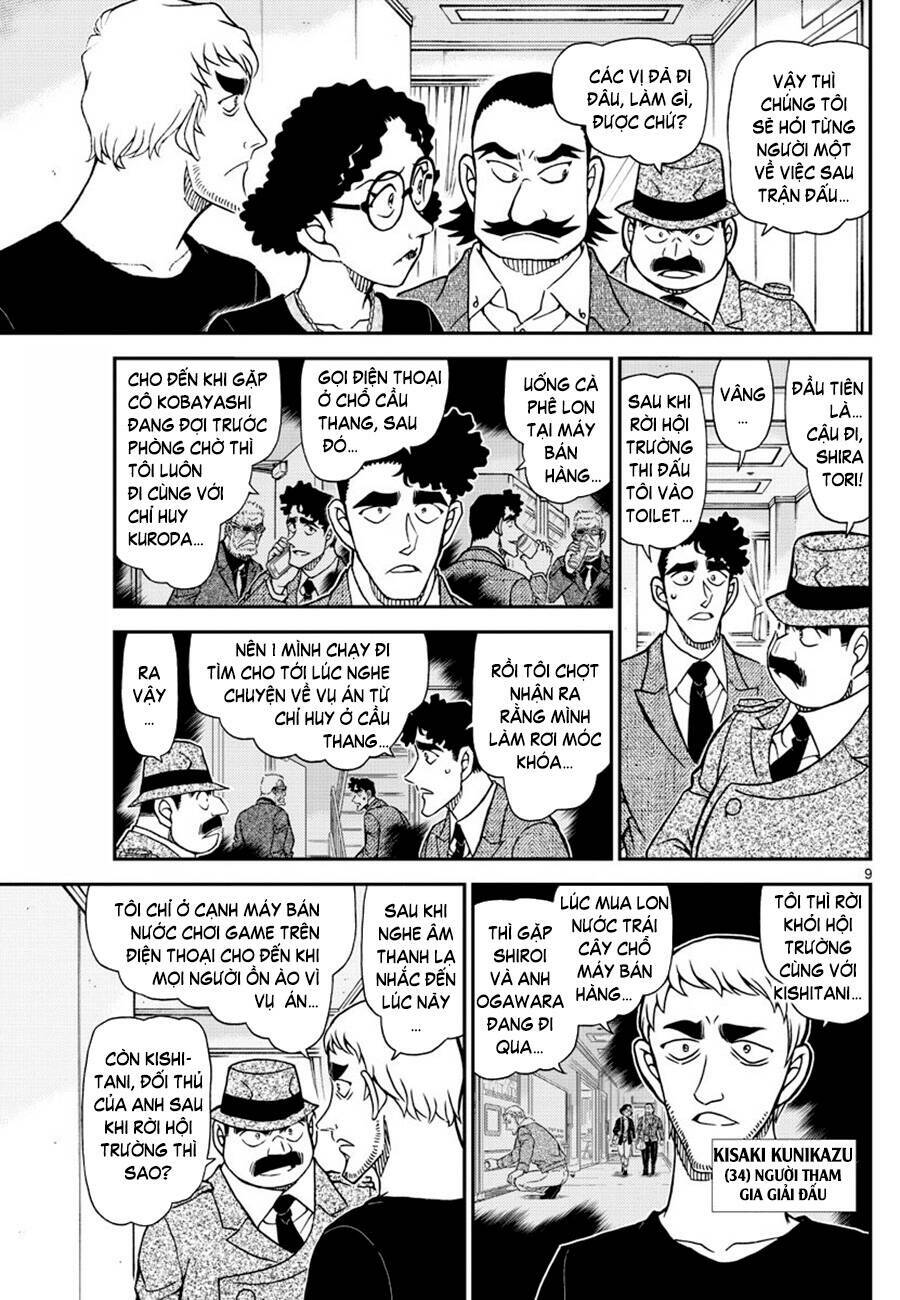 VẬY THÌ
CHÚNG TÔI
SẼ HỎI TỪNG
NGƯỜI MỘT
VỀ VIỆC SAU
TRẬN ĐẤU...
CÁC VỊ ĐÃ ĐI
ĐÂU, LÀM GÌ,
ĐƯỢC CHỨ?
ĐẦU TIÊN
LÀ...
CẬU ĐI,
SHIRA
TORI!
VÂNG
...
SAU KHI
RỜI HỘI
TRƯỜNG
THI ĐẤU
TÔI VÀO
TOILET...
UỐNG CÀ
PHÊ LON
TẠI MÁY
BÁN
HÀNG...
GỌI ĐIỆN THOẠI
Ở CHỔ CẦU
THANG, SAU
ĐÓ...
CHO ĐẾN KHI GẶP
CÔ KOBAYASHI
ĐANG ĐỢI TRƯỚC
PHÒNG CHỜ THÌ
TÔI LUÔN
ĐI CÙNG VỚI
CHỈ HUY
KURODA...
RỒI TÔI CHỢT
NHẬN RA
RẰNG MÌNH
LÀM RƠI MÓC
KHÓA...
NÊN 1 MÌNH CHẠY ĐI
TÌM CHO TỚI LÚC NGHE
CHUYỆN VỀ VỤ ÁN TỪ
CHỈ HUY Ở CẦU
THANG...
RA
VẬY
...
9
TÔI THÌ RỜI
KHỎI HỘI
TRƯỜNG
CÙNG VỚI
KISHITANI...
LÚC MUA LON
NƯỚC TRÁI
CÂY CHỔ
MÁY BÁN
HÀNG...
THÌ GẶP
SHIROI
VÀ ANH
OGAWARA
ĐANG ĐI
QUA...
KISAKI KUNIKAZU
(34) NGƯỜI THAM
GIA GIẢI ĐẤU
SAU KHI
NGHE ÂM
THANH LẠ
NHẮC ĐẾN
LÚC NÀY
...
TÔI CHỈ Ở CẠNH MÁY BÁN
NƯỚC CHƠI GAME TRÊN
ĐIỆN THOẠI CHO ĐẾN KHI
MỌI NGƯỜI ỒN ÀO VÌ
VỤ ÁN...
CÒN KISHI-
TANI, ĐỐI THỦ
CỦA ANH SAU
KHI RỜI HỘI
TRƯỜNG THÌ
SAO?